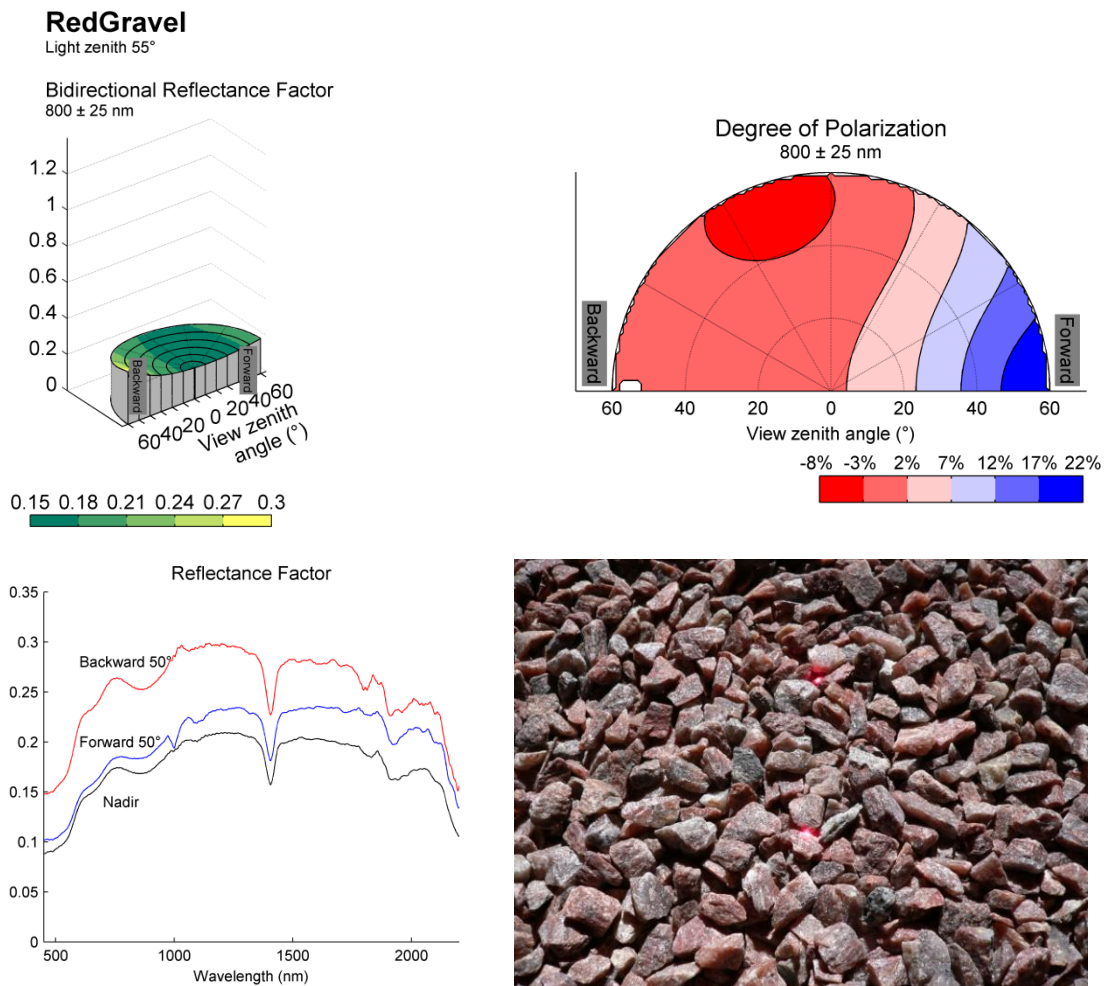 RedGravel
Light zenith 55°
Bidirectional Reflectance Factor
800 ± 25 nm
1.2
1
0.8
0.6
0.4
0.2
0
Backward
Forward
60 40 20 0 20 40 60
View zenith
angle (°)
0.15 0.18 0.21 0.24 0.27 0.3
Degree of Polarization
800 ± 25 nm
Backward
Forward
60 40 20 0 20 40 60
View zenith angle (°)
-8% -3% 2% 7% 12% 17% 22%
Reflectance Factor
0.35
0.3
0.25
0.2
0.15
0.1
0.05
0
Backward 50°
Forward 50°
Nadir
500 1000 1500 2000
Wavelength (nm)